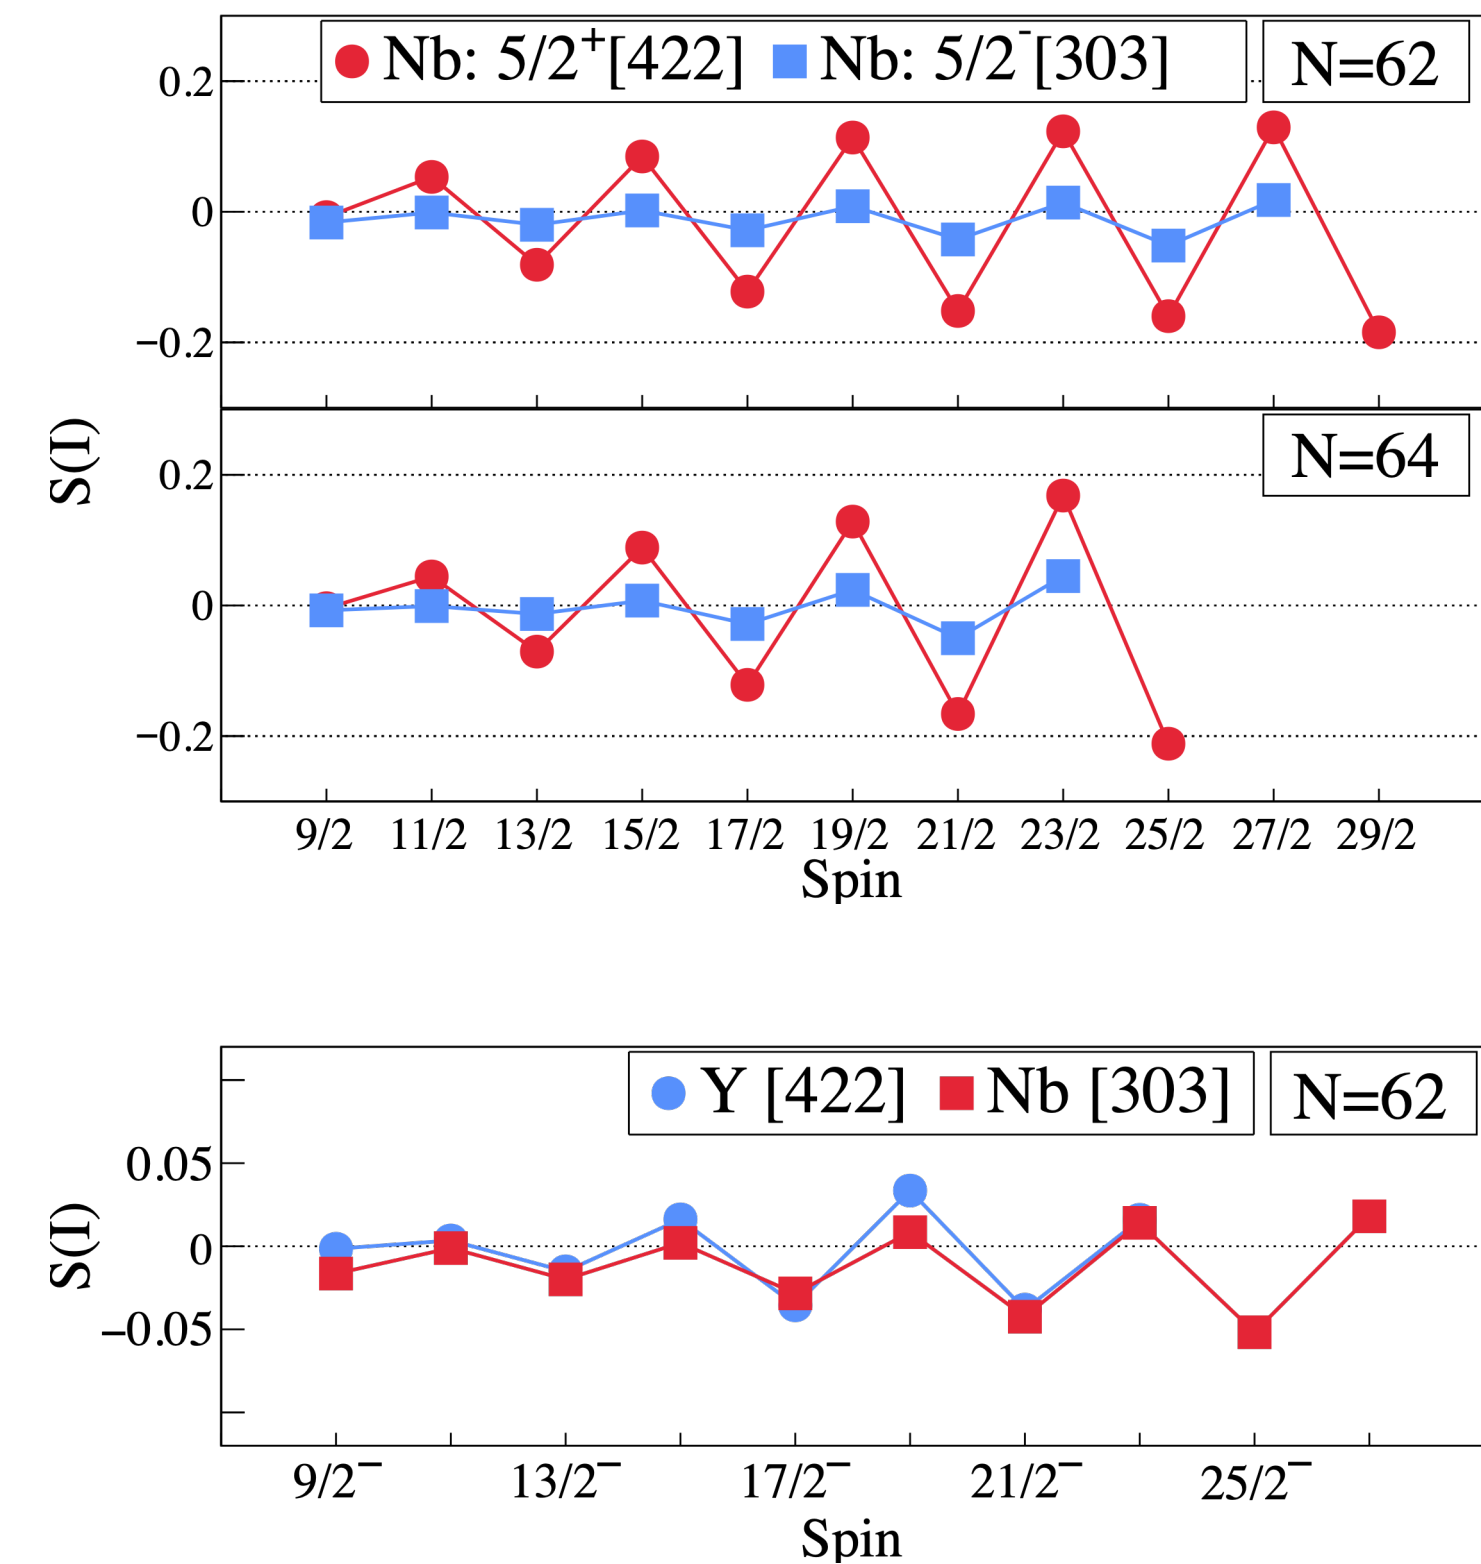 Nb: 5/2⁺[422] Nb: 5/2⁻[303] N=62
0.2
0
−0.2
S(I)
N=64
0.2
0
−0.2
9/2 11/2 13/2 15/2 17/2 19/2 21/2 23/2 25/2 27/2 29/2
Spin
Y [422] Nb [303] N=62
0.05
0
−0.05
S(I)
9/2⁻ 13/2⁻ 17/2⁻ 21/2⁻ 25/2⁻
Spin